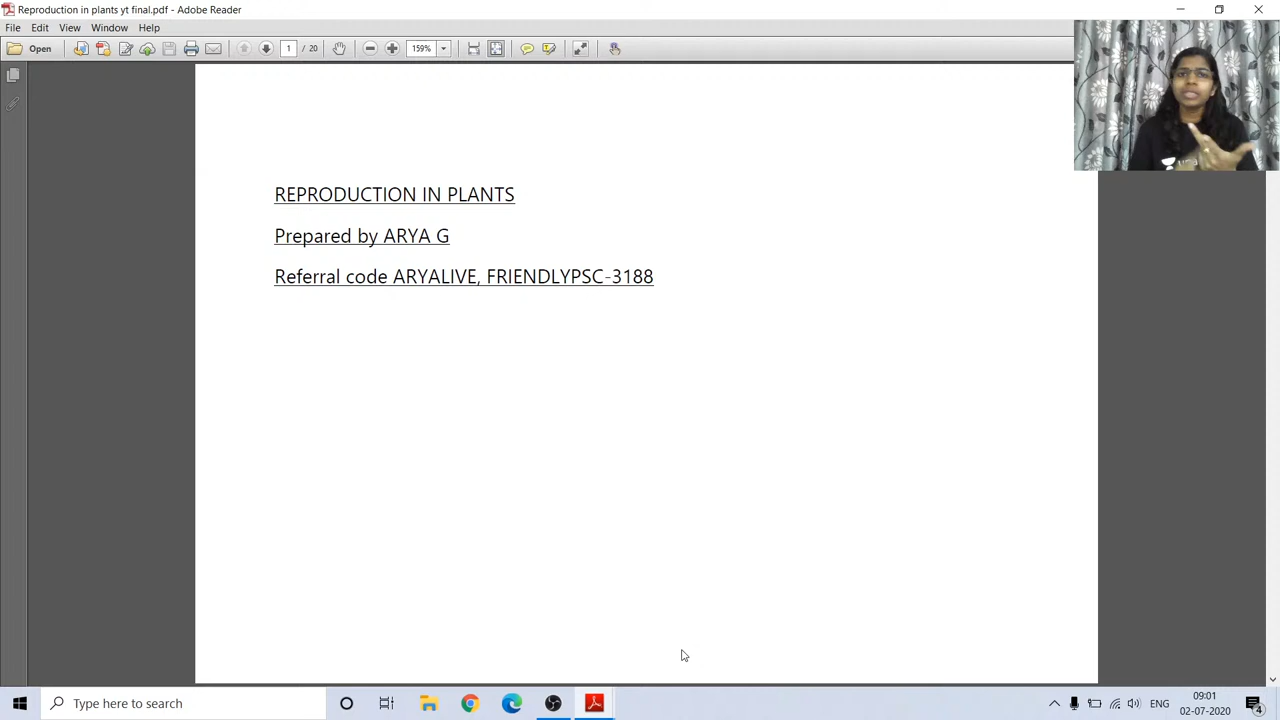 Reproduction in plants yt final.pdf - Adobe Reader
File Edit View Window Help
Open 1 / 20 159%
REPRODUCTION IN PLANTS
Prepared by ARYA G
Referral code ARYALIVE, FRIENDLYPSC-3188
Type here to search
ENG
09:01
02-07-2020
4